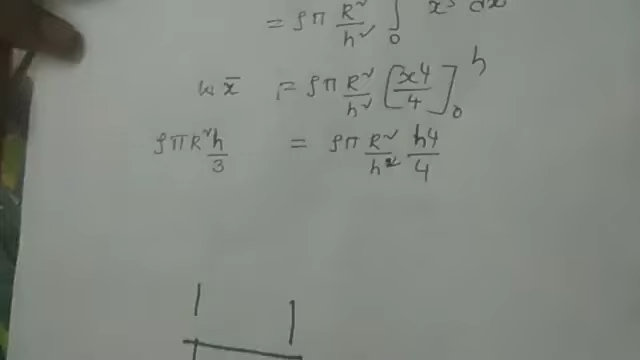 = ρπ R²/h² ∫₀ x³ dx
w x̄ = ρπ R²/h² [x4/4]₀ʰ
ρπR²h/3 = ρπ R²/h² h4/4